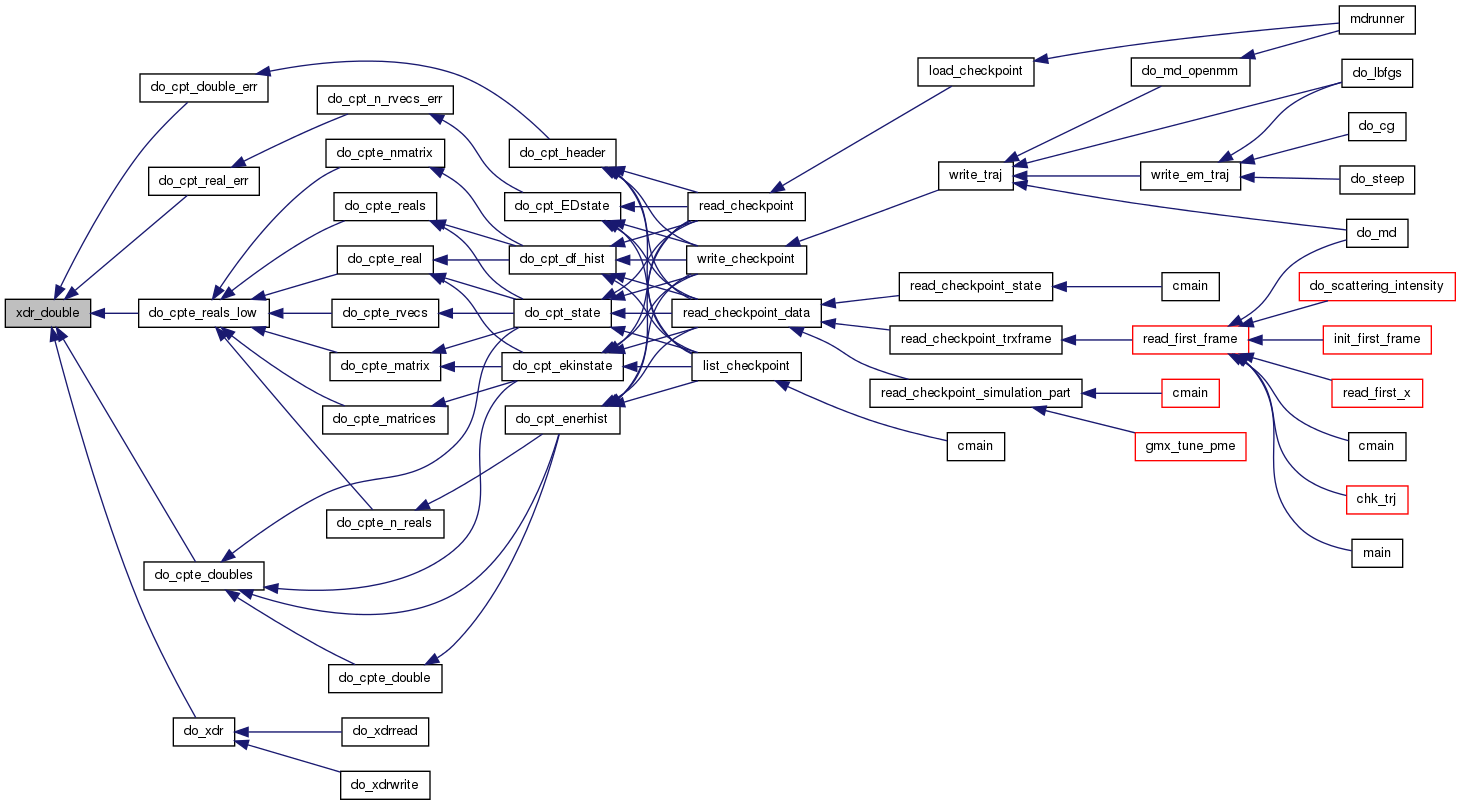 xdr_double
do_cpt_double_err
do_cpt_real_err
do_cpte_reals_low
do_cpte_doubles
do_xdr
do_cpt_n_rvecs_err
do_cpte_nmatrix
do_cpte_reals
do_cpte_real
do_cpte_rvecs
do_cpte_matrix
do_cpte_matrices
do_cpte_n_reals
do_cpte_double
do_xdrread
do_xdrwrite
do_cpt_header
do_cpt_EDstate
do_cpt_df_hist
do_cpt_state
do_cpt_ekinstate
do_cpt_enerhist
read_checkpoint
write_checkpoint
read_checkpoint_data
list_checkpoint
load_checkpoint
write_traj
read_checkpoint_state
read_checkpoint_trxframe
read_checkpoint_simulation_part
cmain
do_md_openmm
write_em_traj
cmain
read_first_frame
cmain
gmx_tune_pme
mdrunner
do_lbfgs
do_cg
do_steep
do_md
do_scattering_intensity
init_first_frame
read_first_x
cmain
chk_trj
main